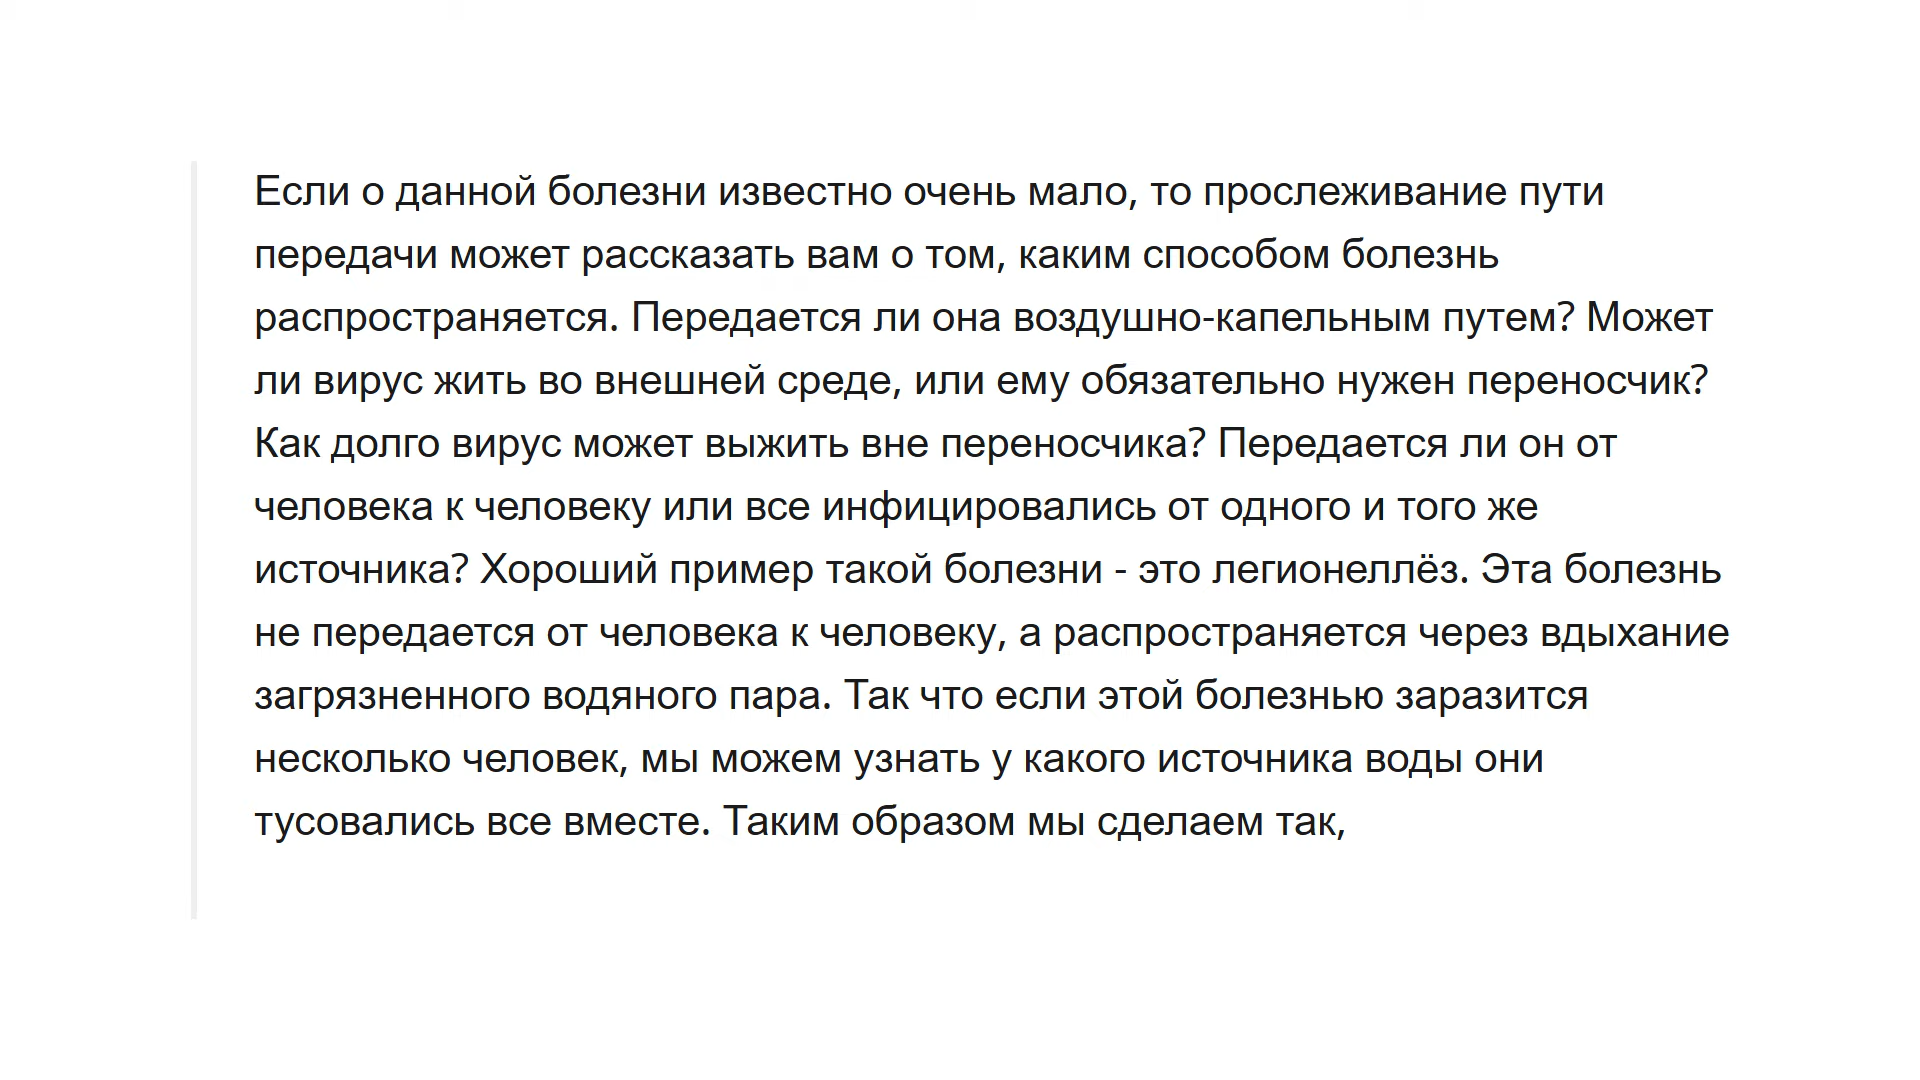 Если о данной болезни известно очень мало, то прослеживание пути
передачи может рассказать вам о том, каким способом болезнь
распространяется. Передается ли она воздушно-капельным путем? Может
ли вирус жить во внешней среде, или ему обязательно нужен переносчик?
Как долго вирус может выжить вне переносчика? Передается ли он от
человека к человеку или все инфицировались от одного и того же
источника? Хороший пример такой болезни - это легионеллёз. Эта болезнь
не передается от человека к человеку, а распространяется через вдыхание
загрязненного водяного пара. Так что если этой болезнью заразится
несколько человек, мы можем узнать у какого источника воды они
тусовались все вместе. Таким образом мы сделаем так,